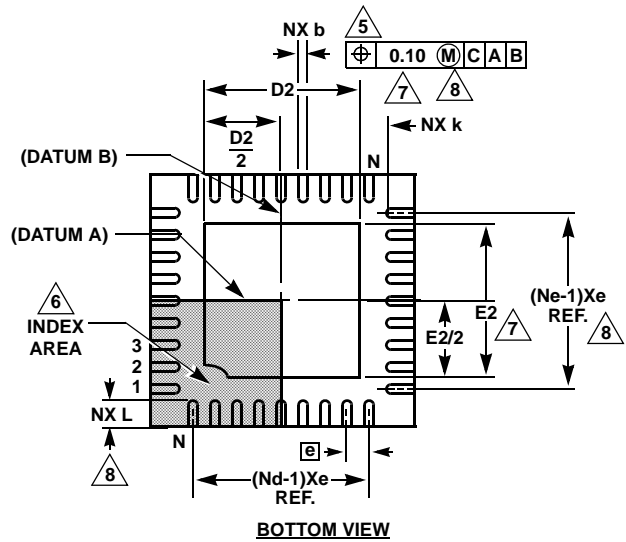 NX b
5
⌖ 0.10 Ⓜ C A B
7
8
D2
D2
2
NX k
(DATUM B)
N
(DATUM A)
6
INDEX
AREA
(Ne-1)Xe
REF.
8
E2
7
E2/2
3
2
1
NX L
8
N
e
(Nd-1)Xe
REF.
BOTTOM VIEW